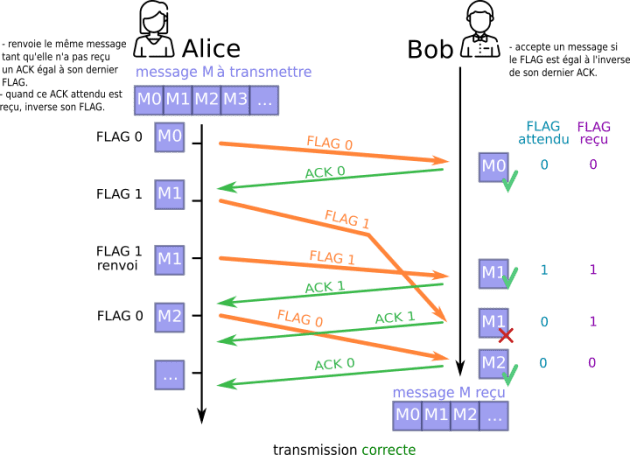 Alice
Bob
- renvoie le même message
tant qu'elle n'a pas reçu
un ACK égal à son dernier
FLAG.
- quand ce ACK attendu est
reçu, inverse son FLAG.
- accepte un message si
le FLAG est égal à l'inverse
de son dernier ACK.
message M à transmettre
M0 M1 M2 M3 ...
FLAG attendu
FLAG reçu
FLAG 0 M0
FLAG 0
ACK 0
M0 0 0
FLAG 1 M1
FLAG 1
FLAG 1
renvoi
M1
FLAG 1
ACK 1
M1 1 1
FLAG 0 M2
FLAG 0
ACK 1
M1 0 1
...
ACK 0
M2 0 0
message M reçu
M0 M1 M2 ...
transmission correcte